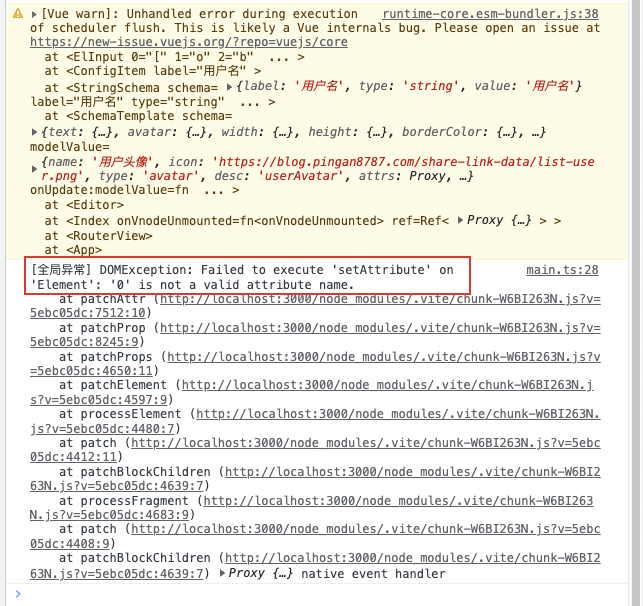 [Vue warn]: Unhandled error during execution runtime-core.esm-bundler.js:38
of scheduler flush. This is likely a Vue internals bug. Please open an issue at
https://new-issue.vuejs.org/?repo=vuejs/core
at <ElInput 0="[" 1="o" 2="b" ... >
at <ConfigItem label="用户名" >
at <StringSchema schema= ▶{label: '用户名', type: 'string', value: '用户名'}
label="用户名" type="string" ... >
at <SchemaTemplate schema=
▶{text: {…}, avatar: {…}, width: {…}, height: {…}, borderColor: {…}, …}
modelValue=
▶{name: '用户头像', icon: 'https://blog.pingan8787.com/share-link-data/list-use
r.png', type: 'avatar', desc: 'userAvatar', attrs: Proxy, …}
onUpdate:modelValue=fn ... >
at <Editor>
at <Index onVnodeUnmounted=fn<onVnodeUnmounted> ref=Ref< ▶Proxy {…} > >
at <RouterView>
at <App>
[全局异常] DOMException: Failed to execute 'setAttribute' on main.ts:28
'Element': '0' is not a valid attribute name.
at patchAttr (http://localhost:3000/node_modules/.vite/chunk-W6BI263N.js?v=
5ebc05dc:7512:10)
at patchProp (http://localhost:3000/node_modules/.vite/chunk-W6BI263N.js?v=
5ebc05dc:8245:9)
at patchProps (http://localhost:3000/node_modules/.vite/chunk-W6BI263N.js?v
=5ebc05dc:4650:11)
at patchElement (http://localhost:3000/node_modules/.vite/chunk-W6BI263N.j
s?v=5ebc05dc:4597:9)
at processElement (http://localhost:3000/node_modules/.vite/chunk-W6BI263N.
js?v=5ebc05dc:4480:7)
at patch (http://localhost:3000/node_modules/.vite/chunk-W6BI263N.js?v=5ebc
05dc:4412:11)
at patchBlockChildren (http://localhost:3000/node_modules/.vite/chunk-W6BI2
63N.js?v=5ebc05dc:4639:7)
at processFragment (http://localhost:3000/node_modules/.vite/chunk-W6BI263
N.js?v=5ebc05dc:4683:9)
at patch (http://localhost:3000/node_modules/.vite/chunk-W6BI263N.js?v=5ebc
05dc:4408:9)
at patchBlockChildren (http://localhost:3000/node_modules/.vite/chunk-W6BI2
63N.js?v=5ebc05dc:4639:7) ▶Proxy {…} native event handler